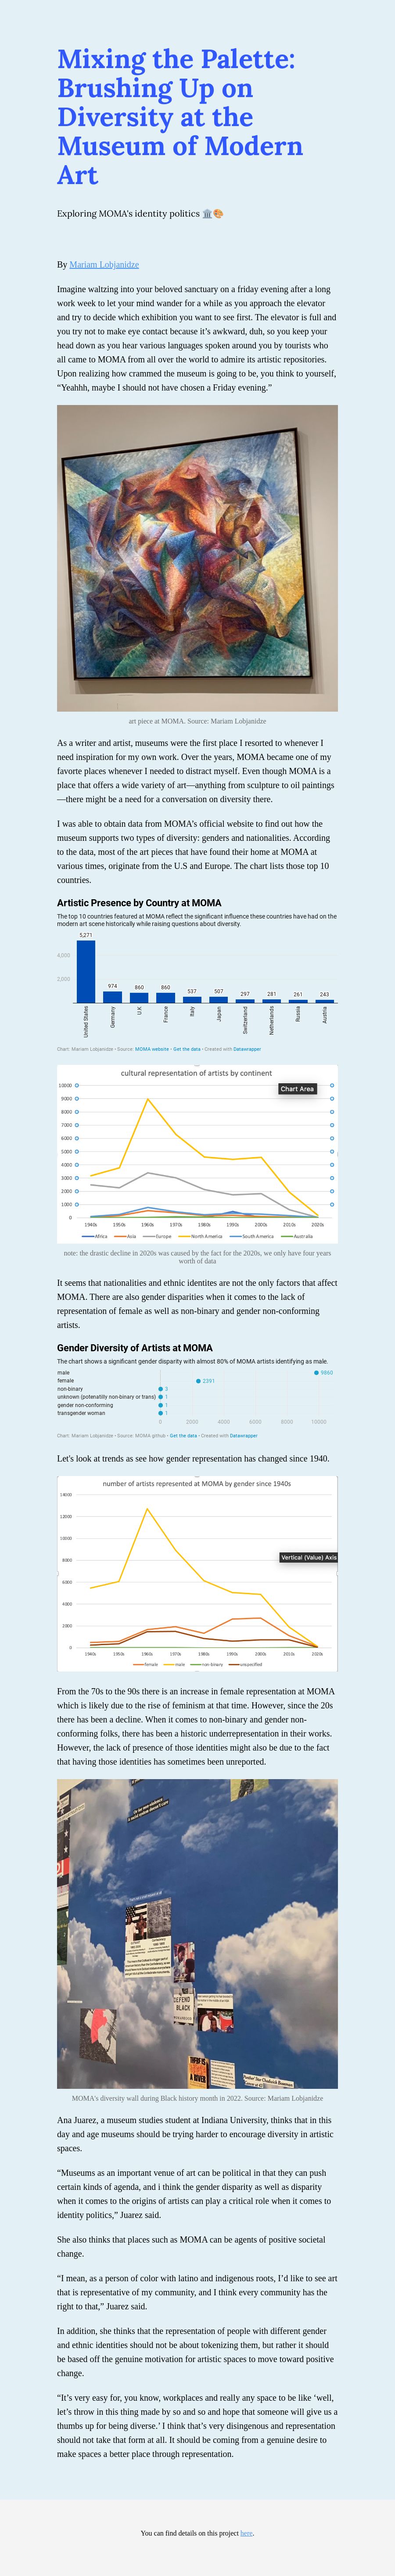 Mixing the Palette:
Brushing Up on
Diversity at the
Museum of Modern
Art
Exploring MOMA's identity politics 🏛️🎨
By Mariam Lobjanidze
Imagine waltzing into your beloved sanctuary on a friday evening after a long
work week to let your mind wander for a while as you approach the elevator
and try to decide which exhibition you want to see first. The elevator is full and
you try not to make eye contact because it's awkward, duh, so you keep your
head down as you hear various languages spoken around you by tourists who
all came to MOMA from all over the world to admire its artistic repositories.
Upon realizing how crammed the museum is going to be, you think to yourself,
“Yeahhh, maybe I should not have chosen a Friday evening.”
art piece at MOMA. Source: Mariam Lobjanidze
As a writer and artist, museums were the first place I resorted to whenever I
need inspiration for my own work. Over the years, MOMA became one of my
favorte places whenever I needed to distract myself. Even though MOMA is a
place that offers a wide variety of art—anything from sculpture to oil paintings
—there might be a need for a conversation on diversity there.
I was able to obtain data from MOMA's official website to find out how the
museum supports two types of diversity: genders and nationalities. According
to the data, most of the art pieces that have found their home at MOMA at
various times, originate from the U.S and Europe. The chart lists those top 10
countries.
Artistic Presence by Country at MOMA
The top 10 countries featured at MOMA reflect the significant influence these countries have had on the
modern art scene historically while raising questions about diversity.
5,271
4,000
2,000
974
860
860
537
507
297
281
261
243
United States
Germany
U.K
France
Italy
Japan
Switzerland
Netherlands
Russia
Austria
Chart: Mariam Lobjanidze • Source: MOMA website • Get the data • Created with Datawrapper
cultural representation of artists by continent
Chart Area
10000
9000
8000
7000
6000
5000
4000
3000
2000
1000
0
1940s 1950s 1960s 1970s 1980s 1990s 2000s 2010s 2020s
Africa Asia Europe North America South America Australia
note: the drastic decline in 2020s was caused by the fact for the 2020s, we only have four years
worth of data
It seems that nationalities and ethnic identites are not the only factors that affect
MOMA. There are also gender disparities when it comes to the lack of
representation of female as well as non-binary and gender non-conforming
artists.
Gender Diversity of Artists at MOMA
The chart shows a significant gender disparity with almost 80% of MOMA artists identifying as male.
male 9860
female 2391
non-binary 3
unknown (potenatilly non-binary or trans) 1
gender non-conforming 1
transgender woman 1
0 2000 4000 6000 8000 10000
Chart: Mariam Lobjanidze • Source: MOMA github • Get the data • Created with Datawrapper
Let's look at trends as see how gender representation has changed since 1940.
number of artists represented at MOMA by gender since 1940s
14000
12000
10000
8000
Vertical (Value) Axis
6000
4000
2000
0
1940s 1950s 1960s 1970s 1980s 1990s 2000s 2010s 2020s
female male non-binary unspecified
From the 70s to the 90s there is an increase in female representation at MOMA
which is likely due to the rise of feminism at that time. However, since the 20s
there has been a decline. When it comes to non-binary and gender non-
conforming folks, there has been a historic underrepresentation in their works.
However, the lack of presence of those identities might also be due to the fact
that having those identities has sometimes been unreported.
DEFEND
BLACK
MOMA's diversity wall during Black history month in 2022. Source: Mariam Lobjanidze
Ana Juarez, a museum studies student at Indiana University, thinks that in this
day and age museums should be trying harder to encourage diversity in artistic
spaces.
“Museums as an important venue of art can be political in that they can push
certain kinds of agenda, and i think the gender disparity as well as disparity
when it comes to the origins of artists can play a critical role when it comes to
identity politics,” Juarez said.
She also thinks that places such as MOMA can be agents of positive societal
change.
“I mean, as a person of color with latino and indigenous roots, I'd like to see art
that is representative of my community, and I think every community has the
right to that,” Juarez said.
In addition, she thinks that the representation of people with different gender
and ethnic identities should not be about tokenizing them, but rather it should
be based off the genuine motivation for artistic spaces to move toward positive
change.
“It's very easy for, you know, workplaces and really any space to be like ‘well,
let's throw in this thing made by so and so and hope that someone will give us a
thumbs up for being diverse.’ I think that's very disingenous and representation
should not take that form at all. It should be coming from a genuine desire to
make spaces a better place through representation.
You can find details on this project here.